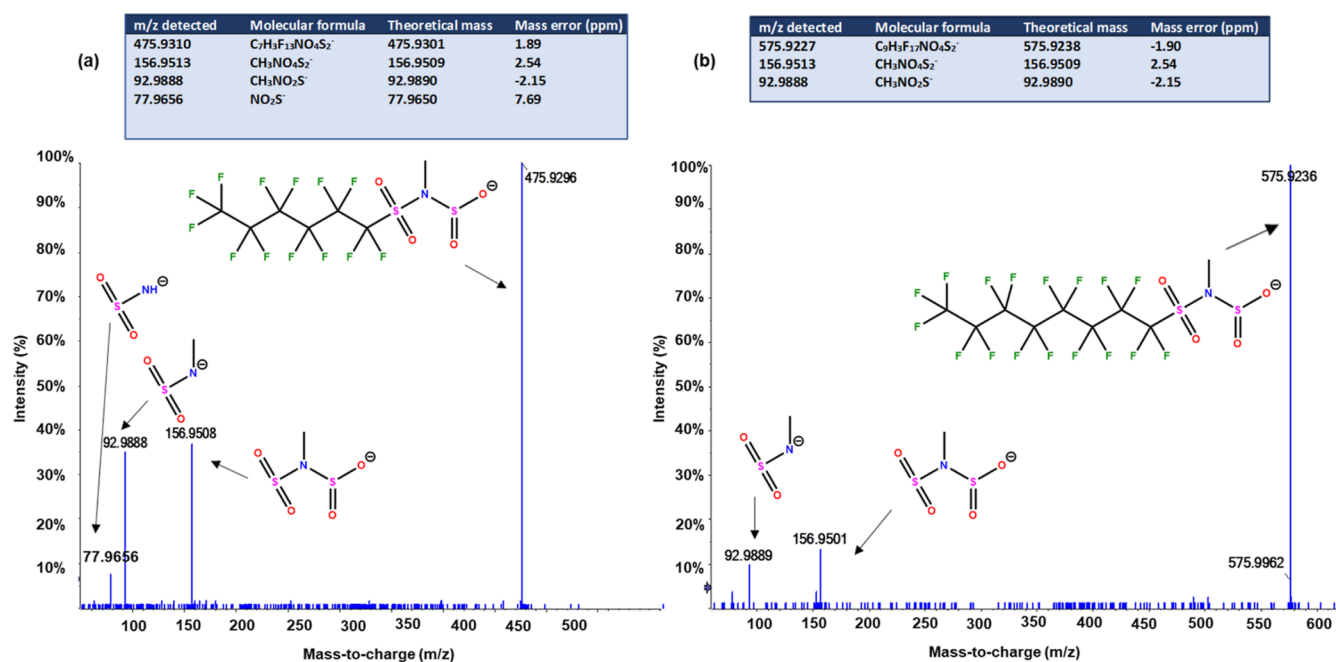 (a)
m/z detected Molecular formula Theoretical mass Mass error (ppm)
475.9310 C₇H₃F₁₃NO₄S₂⁻ 475.9301 1.89
156.9513 CH₃NO₄S₂⁻ 156.9509 2.54
92.9888 CH₃NO₂S⁻ 92.9890 -2.15
77.9656 NO₂S⁻ 77.9650 7.69
100%
90%
80%
70%
60%
50%
40%
30%
20%
10%
Intensity (%)
475.9296
F F F F F F
F F
F F F F F
O O
S N S O ⊖
O O
O
S NH ⊖
O
O
S N ⊖
O
92.9888
156.9508
O N O ⊖
S S
O O
77.9656
100 150 200 250 300 350 400 450 500
Mass-to-charge (m/z)
(b)
m/z detected Molecular formula Theoretical mass Mass error (ppm)
575.9227 C₉H₃F₁₇NO₄S₂⁻ 575.9238 -1.90
156.9513 CH₃NO₄S₂⁻ 156.9509 2.54
92.9888 CH₃NO₂S⁻ 92.9890 -2.15
100%
90%
80%
70%
60%
50%
40%
30%
20%
10%
Intensity (%)
575.9236
F F F F F F F F
F
F F F F F F F F
O N O ⊖
S S
O O
O N ⊖
S
O
O N O ⊖
S S
O O
92.9889
156.9501
575.9962
100 200 300 400 450 500 600
Mass-to-charge (m/z)